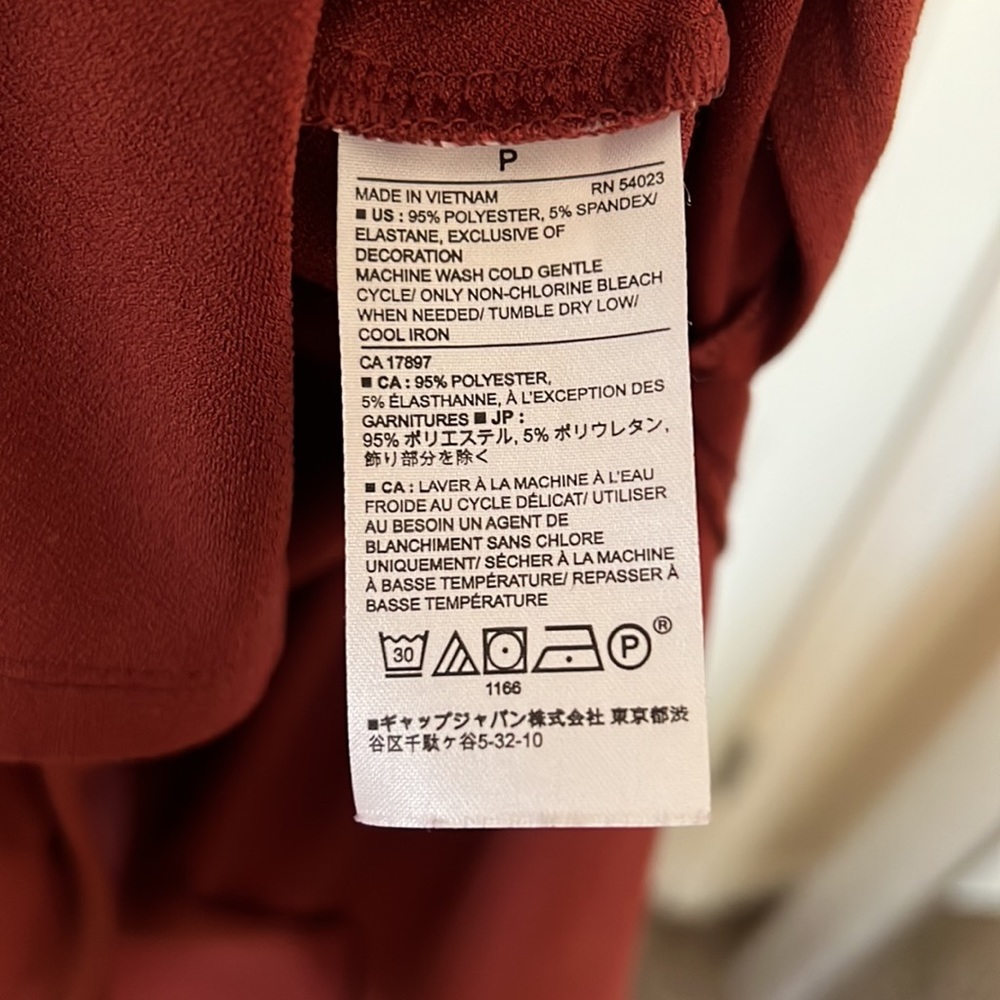 P
MADE IN VIETNAM RN 54023
■ US : 95% POLYESTER, 5% SPANDEX/
ELASTANE, EXCLUSIVE OF
DECORATION
MACHINE WASH COLD GENTLE
CYCLE/ ONLY NON-CHLORINE BLEACH
WHEN NEEDED/ TUMBLE DRY LOW/
COOL IRON
CA 17897
■ CA : 95% POLYESTER,
5% ÉLASTHANNE, À L'EXCEPTION DES
GARNITURES ■ JP :
95% ポリエステル, 5% ポリウレタン,
飾り部分を除く
■ CA : LAVER À LA MACHINE À L'EAU
FROIDE AU CYCLE DÉLICAT/ UTILISER
AU BESOIN UN AGENT DE
BLANCHIMENT SANS CHLORE
UNIQUEMENT/ SÉCHER À LA MACHINE
À BASSE TEMPÉRATURE/ REPASSER À
BASSE TEMPÉRATURE
30 P ®
1166
■ギャップジャパン株式会社 東京都渋
谷区千駄ヶ谷5-32-10